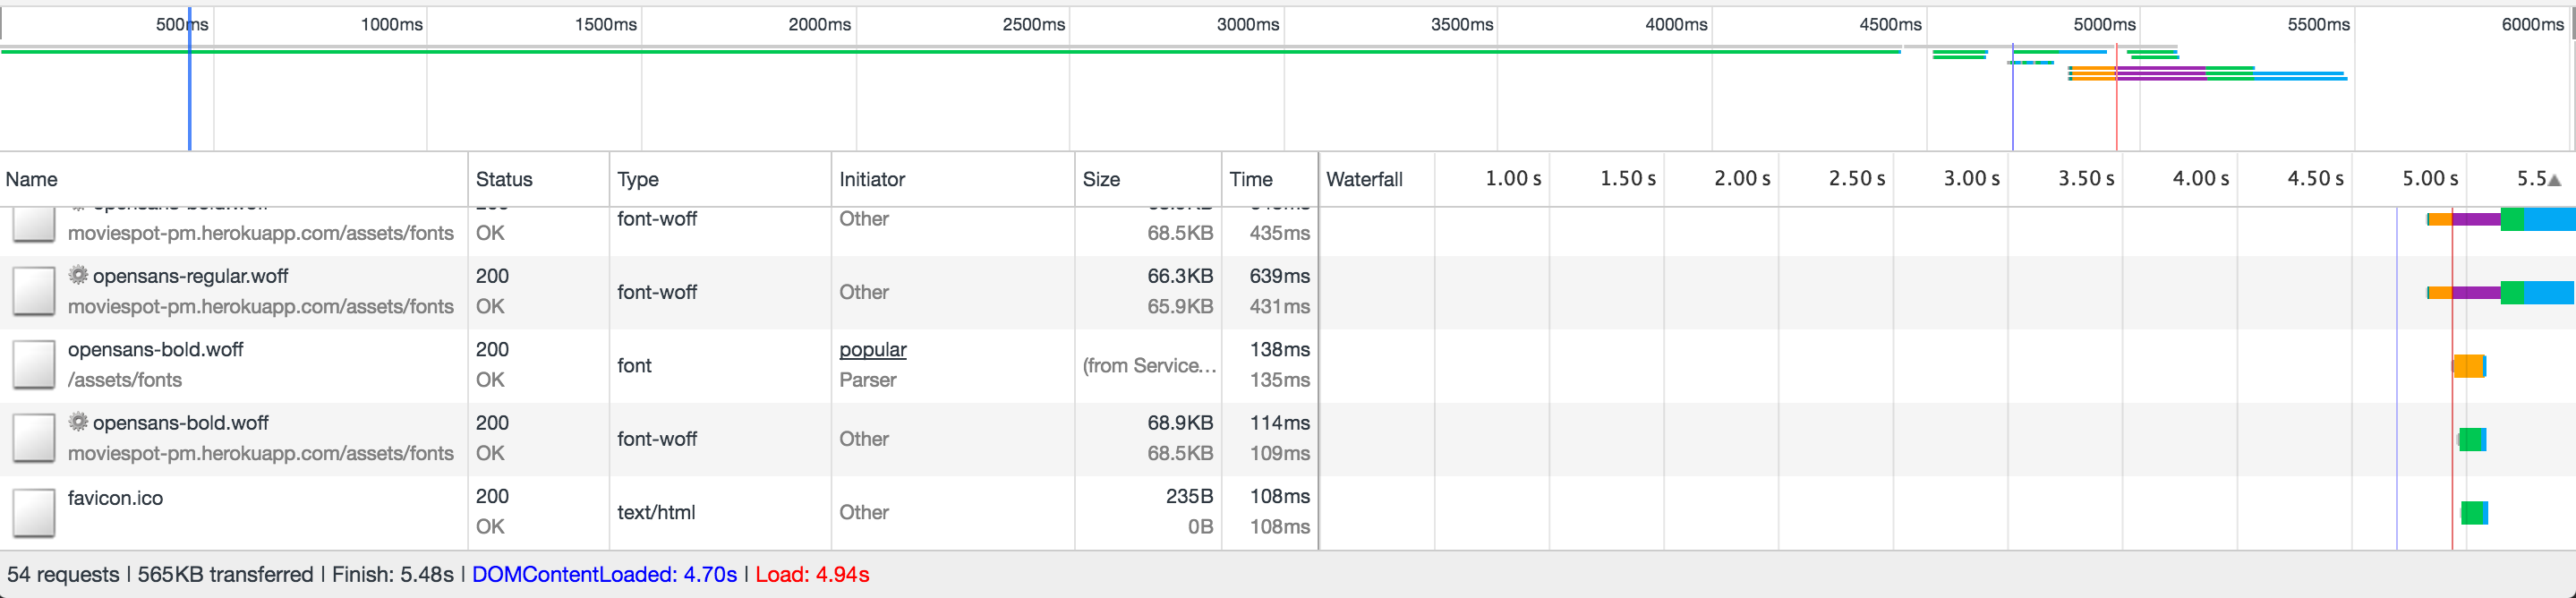 500ms 1000ms 1500ms 2000ms 2500ms 3000ms 3500ms 4000ms 4500ms 5000ms 5500ms 6000ms
Name Status Type Initiator Size Time Waterfall 1.00 s 1.50 s 2.00 s 2.50 s 3.00 s 3.50 s 4.00 s 4.50 s 5.00 s 5.5
opensans-bold.woff font-woff Other
moviespot-pm.herokuapp.com/assets/fonts OK 68.5KB 435ms
opensans-regular.woff 200 font-woff Other 66.3KB 639ms
moviespot-pm.herokuapp.com/assets/fonts OK 65.9KB 431ms
opensans-bold.woff 200 font popular (from Service... 138ms
/assets/fonts OK Parser 135ms
opensans-bold.woff 200 font-woff Other 68.9KB 114ms
moviespot-pm.herokuapp.com/assets/fonts OK 68.5KB 109ms
favicon.ico 200 text/html Other 235B 108ms
OK 0B 108ms
54 requests | 565KB transferred | Finish: 5.48s | DOMContentLoaded: 4.70s | Load: 4.94s